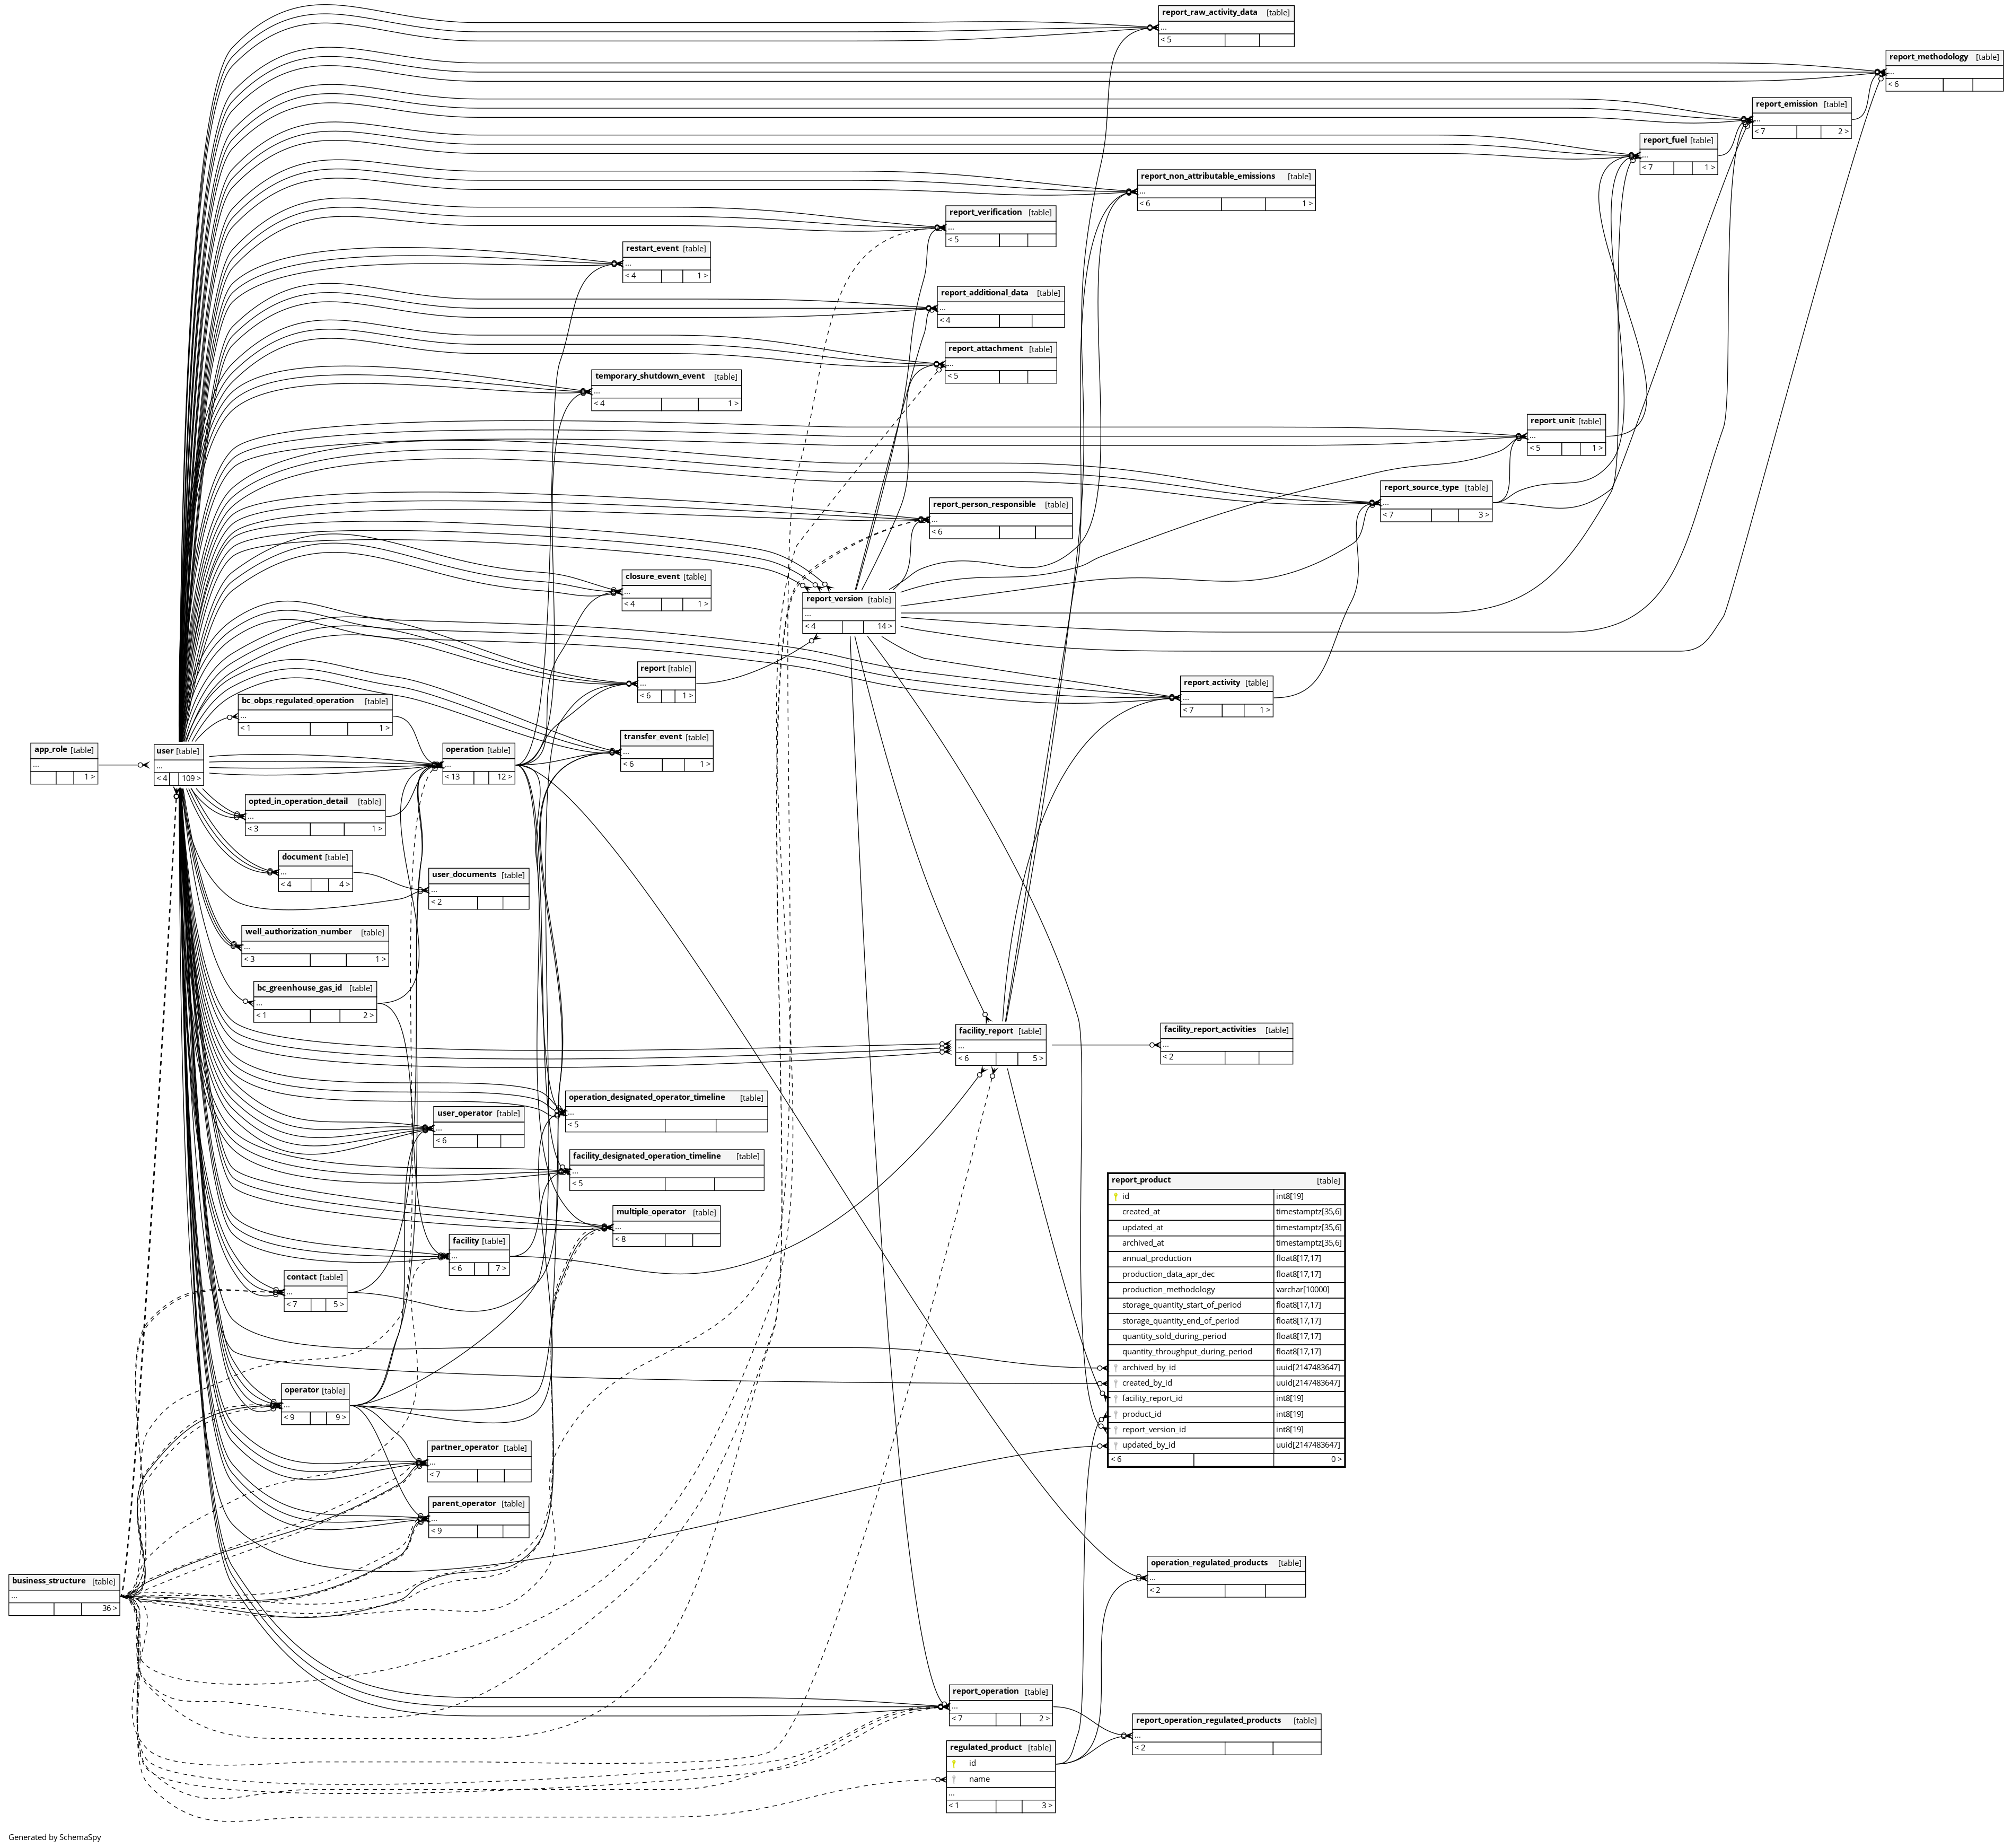 report_raw_activity_data [table]
...
< 5
report_methodology [table]
...
< 6
report_emission [table]
...
< 7 2 >
report_fuel [table]
...
< 7 1 >
report_non_attributable_emissions [table]
...
< 6 1 >
report_verification [table]
...
< 5
restart_event [table]
...
< 4 1 >
report_additional_data [table]
...
< 4
report_attachment [table]
...
< 5
temporary_shutdown_event [table]
...
< 4 1 >
report_unit [table]
...
< 5 1 >
report_source_type [table]
...
< 7 3 >
report_person_responsible [table]
...
< 6
closure_event [table]
...
< 4 1 >
report_version [table]
...
< 4 14 >
report [table]
...
< 6 1 >
report_activity [table]
...
< 7 1 >
bc_obps_regulated_operation [table]
...
< 1 1 >
transfer_event [table]
...
< 6 1 >
app_role [table]
...
1 >
user [table]
...
< 4 109 >
operation [table]
...
< 13 12 >
opted_in_operation_detail [table]
...
< 3 1 >
document [table]
...
< 4 4 >
user_documents [table]
...
< 2
well_authorization_number [table]
...
< 3 1 >
bc_greenhouse_gas_id [table]
...
< 1 2 >
facility_report [table]
...
< 6 5 >
facility_report_activities [table]
...
< 2
operation_designated_operator_timeline [table]
...
< 5
user_operator [table]
...
< 6
facility_designated_operation_timeline [table]
...
< 5
multiple_operator [table]
...
< 8
facility [table]
...
< 6 7 >
contact [table]
...
< 7 5 >
report_product [table]
id int8[19]
created_at timestamptz[35,6]
updated_at timestamptz[35,6]
archived_at timestamptz[35,6]
annual_production float8[17,17]
production_data_apr_dec float8[17,17]
production_methodology varchar[10000]
storage_quantity_start_of_period float8[17,17]
storage_quantity_end_of_period float8[17,17]
quantity_sold_during_period float8[17,17]
quantity_throughput_during_period float8[17,17]
archived_by_id uuid[2147483647]
created_by_id uuid[2147483647]
facility_report_id int8[19]
product_id int8[19]
report_version_id int8[19]
updated_by_id uuid[2147483647]
< 6 0 >
operator [table]
...
< 9 9 >
partner_operator [table]
...
< 7
parent_operator [table]
...
< 9
business_structure [table]
...
36 >
operation_regulated_products [table]
...
< 2
report_operation [table]
...
< 7 2 >
report_operation_regulated_products [table]
...
< 2
regulated_product [table]
id
name
...
< 1 3 >
Generated by SchemaSpy